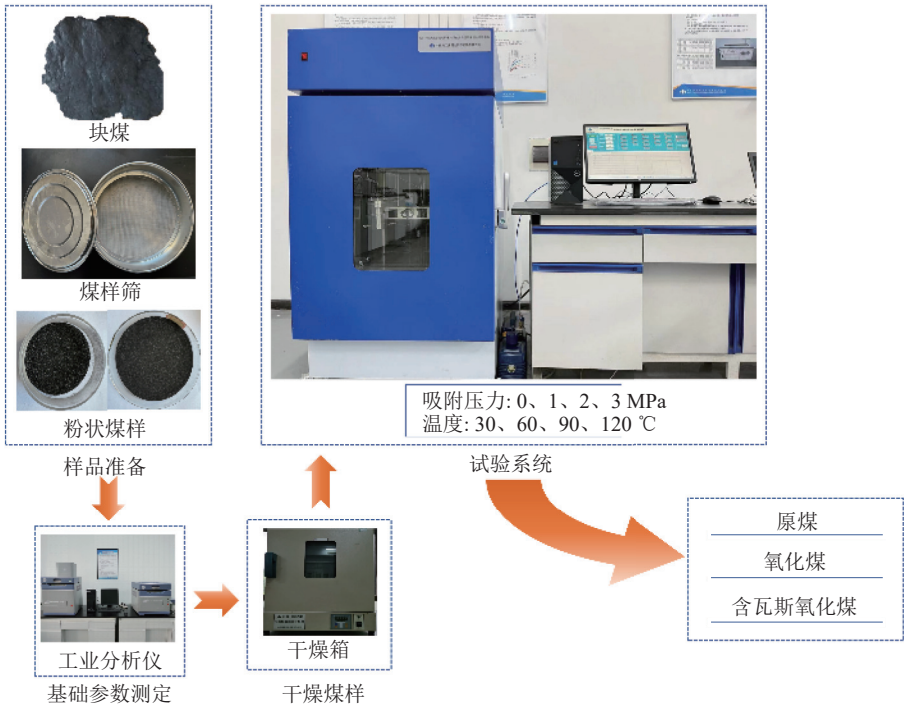 块煤
煤样筛
粉状煤样
样品准备
工业分析仪
基础参数测定
干燥箱
干燥煤样
吸附压力: 0、1、2、3 MPa
温度: 30、60、90、120 ℃
试验系统
原煤
氧化煤
含瓦斯氧化煤